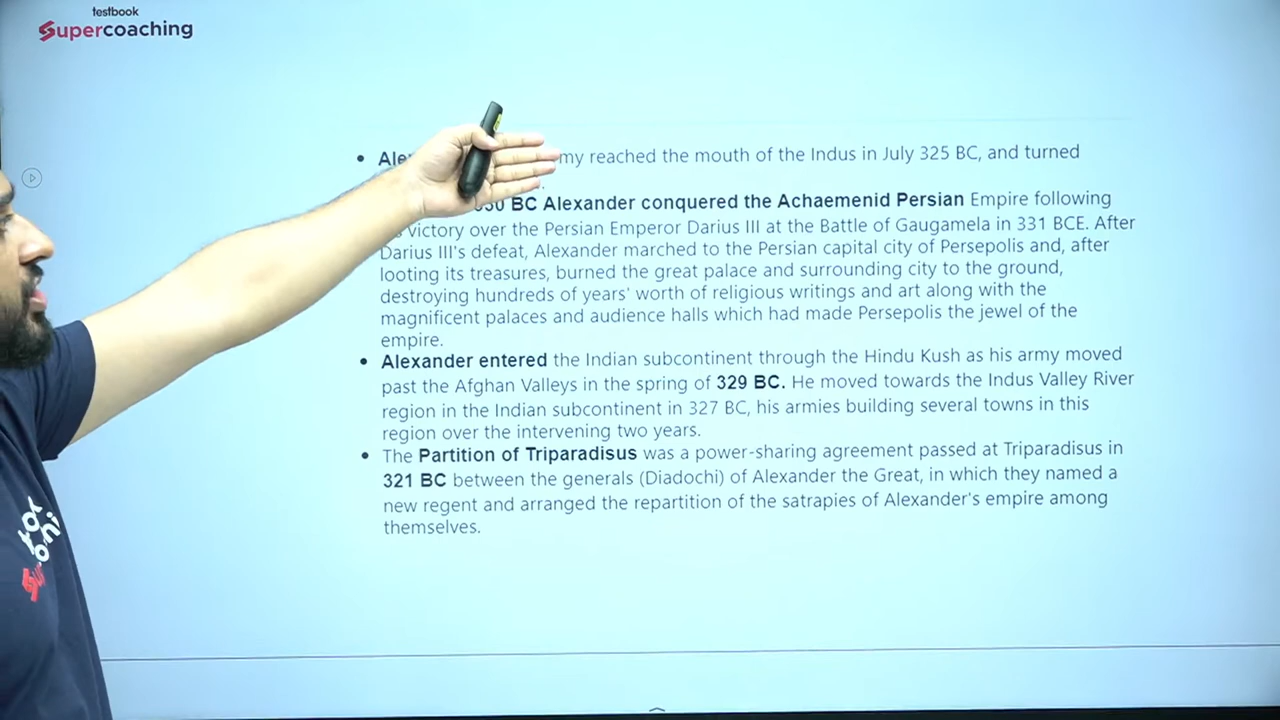 testbook
Supercoaching
• Ale my reached the mouth of the Indus in July 325 BC, and turned
BC Alexander conquered the Achaemenid Persian Empire following
victory over the Persian Emperor Darius III at the Battle of Gaugamela in 331 BCE. After
Darius III's defeat, Alexander marched to the Persian capital city of Persepolis and, after
looting its treasures, burned the great palace and surrounding city to the ground,
destroying hundreds of years' worth of religious writings and art along with the
magnificent palaces and audience halls which had made Persepolis the jewel of the
empire.
• Alexander entered the Indian subcontinent through the Hindu Kush as his army moved
past the Afghan Valleys in the spring of 329 BC. He moved towards the Indus Valley River
region in the Indian subcontinent in 327 BC, his armies building several towns in this
region over the intervening two years.
• The Partition of Triparadisus was a power-sharing agreement passed at Triparadisus in
321 BC between the generals (Diadochi) of Alexander the Great, in which they named a
new regent and arranged the repartition of the satrapies of Alexander's empire among
themselves.